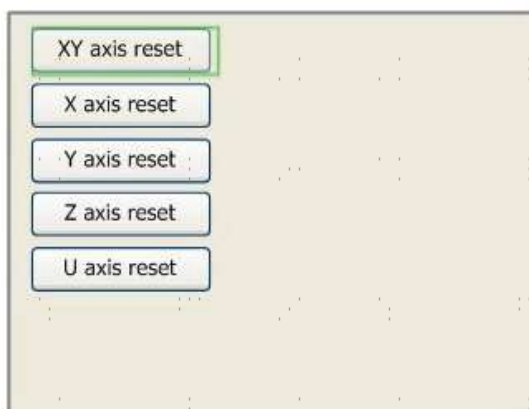 XY axis reset
X axis reset
Y axis reset
Z axis reset
U axis reset